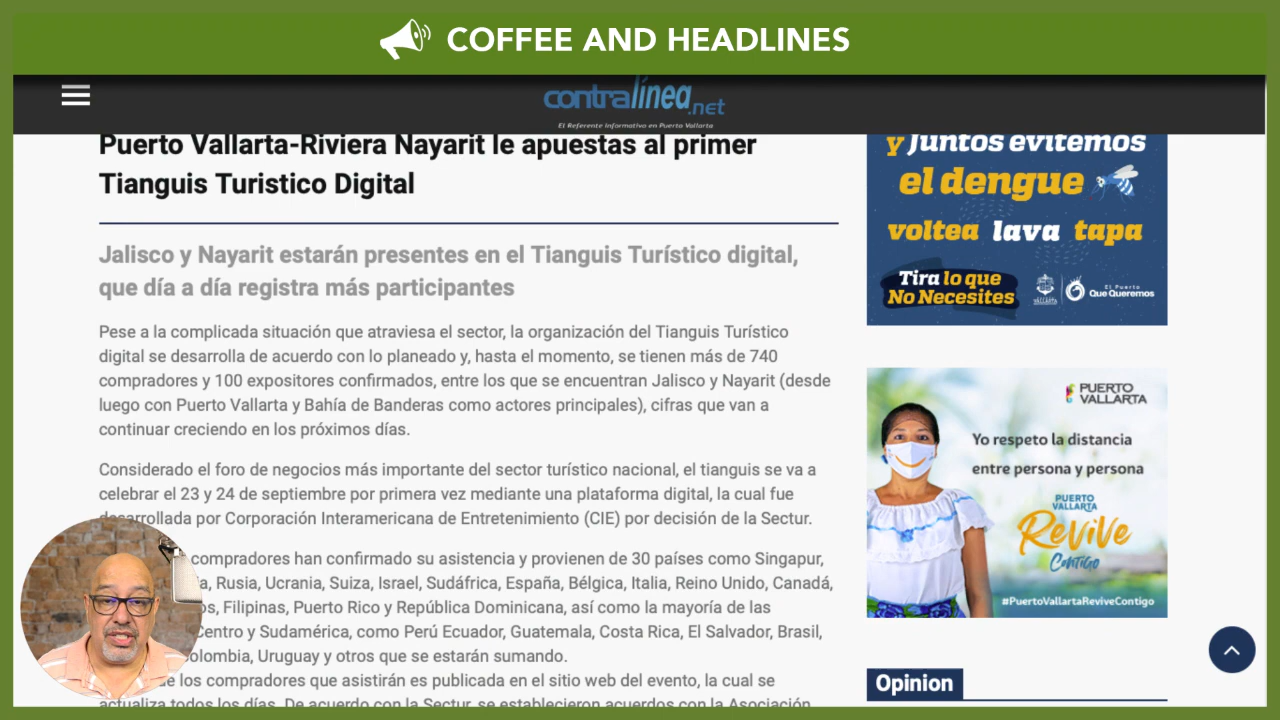 COFFEE AND HEADLINES
contralínea.net
El Referente Informativo en Puerto Vallarta
Puerto Vallarta-Riviera Nayarit le apuestas al primer
Tianguis Turistico Digital
Jalisco y Nayarit estarán presentes en el Tianguis Turístico digital,
que día a día registra más participantes
Pese a la complicada situación que atraviesa el sector, la organización del Tianguis Turístico
digital se desarrolla de acuerdo con lo planeado y, hasta el momento, se tienen más de 740
compradores y 100 expositores confirmados, entre los que se encuentran Jalisco y Nayarit (desde
luego con Puerto Vallarta y Bahía de Banderas como actores principales), cifras que van a
continuar creciendo en los próximos días.
Considerado el foro de negocios más importante del sector turístico nacional, el tianguis se va a
celebrar el 23 y 24 de septiembre por primera vez mediante una plataforma digital, la cual fue
desarrollada por Corporación Interamericana de Entretenimiento (CIE) por decisión de la Sectur.
compradores han confirmado su asistencia y provienen de 30 países como Singapur,
Rusia, Ucrania, Suiza, Israel, Sudáfrica, España, Bélgica, Italia, Reino Unido, Canadá,
Filipinas, Puerto Rico y República Dominicana, así como la mayoría de las
Centro y Sudamérica, como Perú Ecuador, Guatemala, Costa Rica, El Salvador, Brasil,
Colombia, Uruguay y otros que se estarán sumando.
de los compradores que asistirán es publicada en el sitio web del evento, la cual se
actualiza todos los días. De acuerdo con la Sectur, se establecieron acuerdos con la Asociación
y Juntos evitemos
el dengue
voltea lava tapa
Tira lo que
No Necesites
El Puerto
Que Queremos
PUERTO
VALLARTA
Yo respeto la distancia
entre persona y persona
PUERTO
VALLARTA
Revive
Contigo
#PuertoVallartaReviveContigo
Opinion